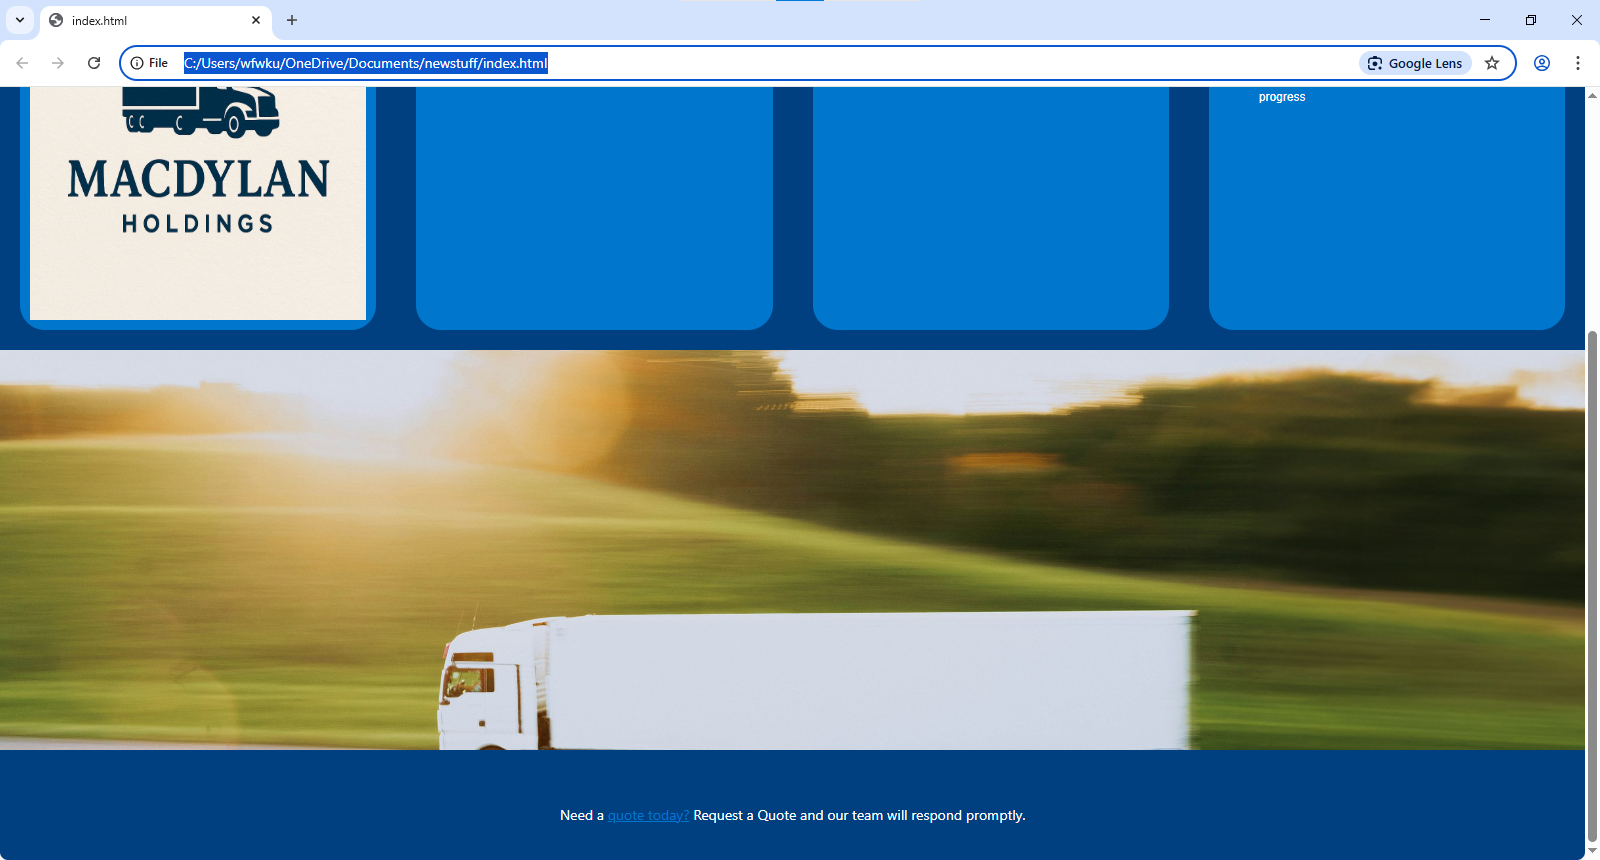 index.html
File
C:/Users/wfwku/OneDrive/Documents/newstuff/index.html
Google Lens
progress
MACDYLAN
HOLDINGS
Need a quote today? Request a Quote and our team will respond promptly.